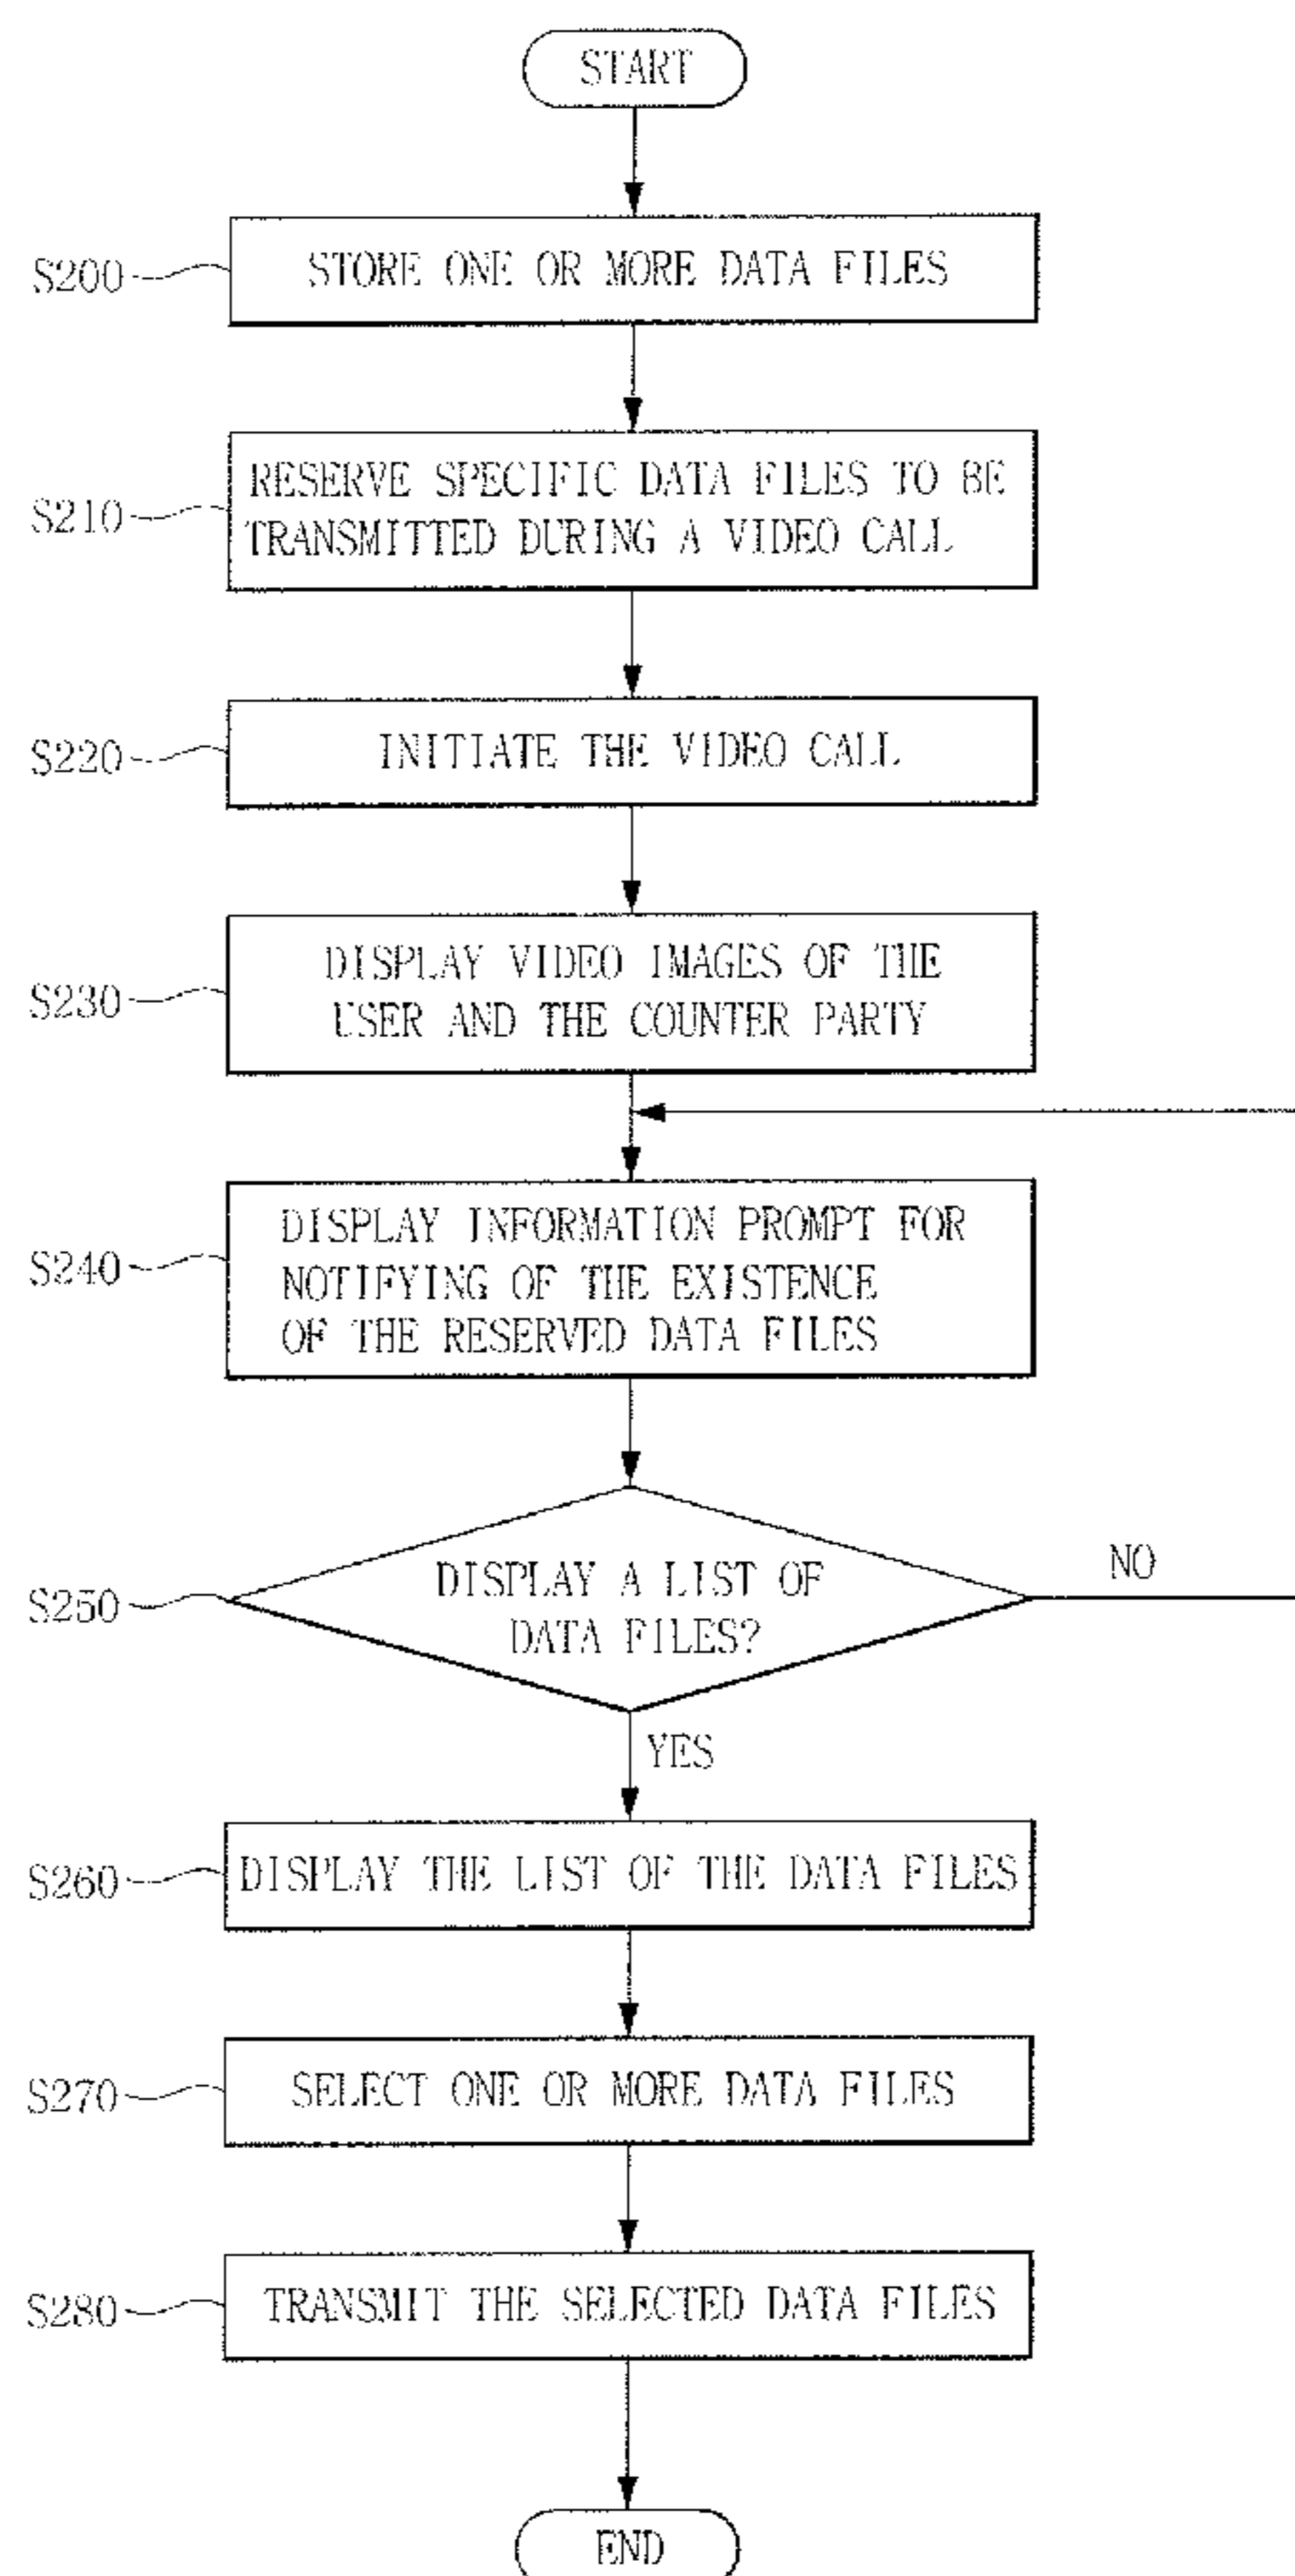 START
S200
STORE ONE OR MORE DATA FILES
S210
RESERVE SPECIFIC DATA FILES TO BE
TRANSMITTED DURING A VIDEO CALL
S220
INITIATE THE VIDEO CALL
S230
DISPLAY VIDEO IMAGES OF THE
USER AND THE COUNTER PARTY
S240
DISPLAY INFORMATION PROMPT FOR
NOTIFYING OF THE EXISTENCE
OF THE RESERVED DATA FILES
S250
DISPLAY A LIST OF
DATA FILES?
NO
YES
S260
DISPLAY THE LIST OF THE DATA FILES
S270
SELECT ONE OR MORE DATA FILES
S280
TRANSMIT THE SELECTED DATA FILES
END